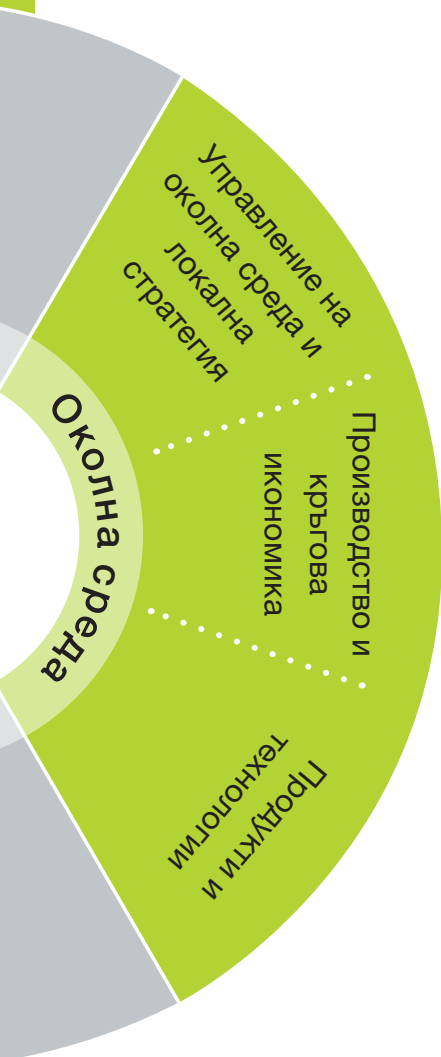 Околна среда
Управление на
околна среда и
локална
стратегия
Производство и
кръгова
икономика
Продукти и
технологии